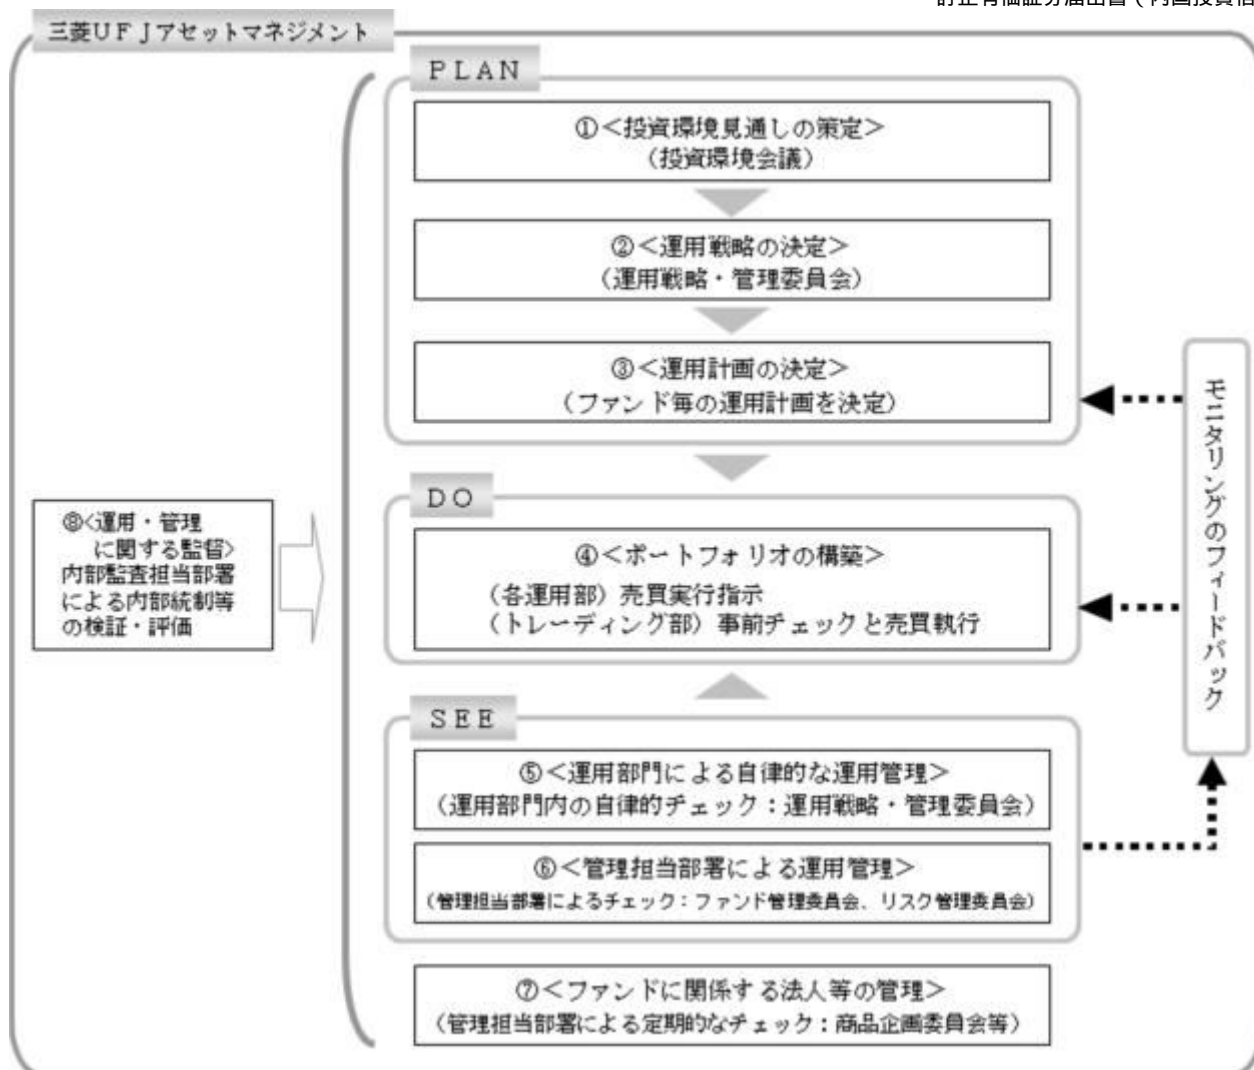 訂正有価証券届出書（内国投資信
三菱ＵＦＪアセットマネジメント
ＰＬＡＮ
①＜投資環境見通しの策定＞
（投資環境会議）
②＜運用戦略の決定＞
（運用戦略・管理委員会）
③＜運用計画の決定＞
（ファンド毎の運用計画を決定）
ＤＯ
④＜ポートフォリオの構築＞
（各運用部）売買実行指示
（トレーディング部）事前チェックと売買執行
ＳＥＥ
⑤＜運用部門による自律的な運用管理＞
（運用部門内の自律的チェック：運用戦略・管理委員会）
⑥＜管理担当部署による運用管理＞
（管理担当部署によるチェック：ファンド管理委員会、リスク管理委員会）
⑦＜ファンドに関係する法人等の管理＞
（管理担当部署による定期的なチェック：商品企画委員会等）
⑧＜運用・管理
に関する監督＞
内部監査担当部署
による内部統制等
の検証・評価
モニタリングのフィードバック